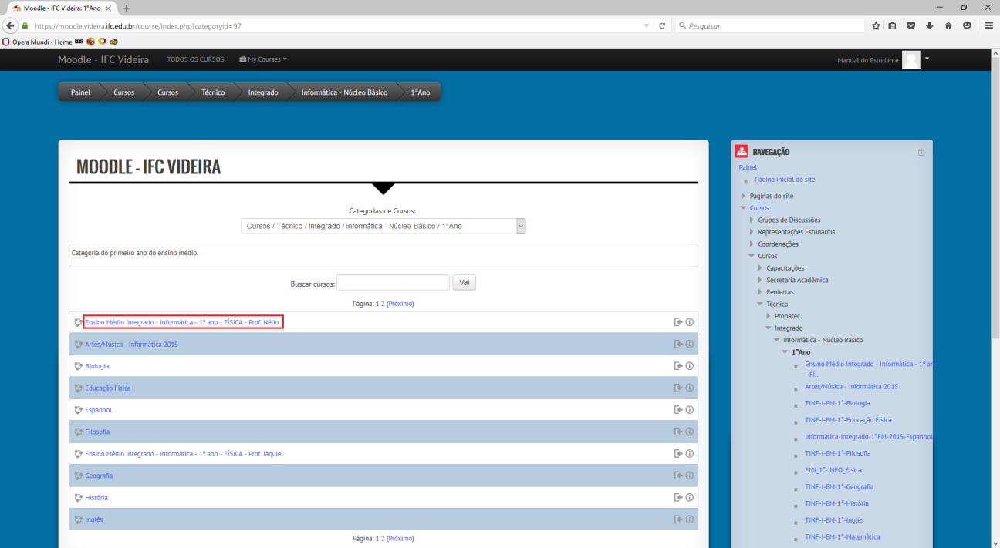 Moodle - IFC Videira: 1°Ano
https://moodle.videira.ifc.edu.br/course/index.php?categoryid=97
Pesquisar
Opera Mundi - Home
Moodle - IFC Videira TODOS OS CURSOS My Courses
Manual do Estudante
Painel Cursos Cursos Técnico Integrado Informática - Núcleo Básico 1°Ano
MOODLE - IFC VIDEIRA
Categorias de Cursos:
Cursos / Técnico / Integrado / Informática - Núcleo Básico / 1°Ano
Categoria do primeiro ano do ensino médio.
Buscar cursos: Vai
Página: 1 2 (Próximo)
Ensino Médio Integrado - Informática - 1º ano - FÍSICA - Prof. Nélio
Artes/Música - Informática 2015
Biologia
Educação Física
Espanhol
Filosofia
Ensino Médio Integrado - Informática - 1º ano - FÍSICA - Prof. Jaquiel
Geografia
História
Inglês
Página: 1 2 (Próximo)
NAVEGAÇÃO
Painel
Página inicial do site
Páginas do site
Cursos
Grupos de Discussões
Representações Estudantis
Coordenações
Cursos
Capacitações
Secretaria Acadêmica
Reofertas
Técnico
Pronatec
Integrado
Informática - Núcleo Básico
1°Ano
Ensino Médio Integrado - Informática - 1º an
- FÍ...
Artes/Música - Informática 2015
TINF-I-EM-1°-Biologia
TINF-I-EM-1°-Educação Física
Informática-Integrado-1°EM-2015-Espanhol
TINF-I-EM-1°-Filosofia
EMI_1°-INFO_Física
TINF-I-EM-1°-Geografia
TINF-I-EM-1°-História
TINF-I-EM-1°-Inglês
TINF-I-EM-1°-Matemática